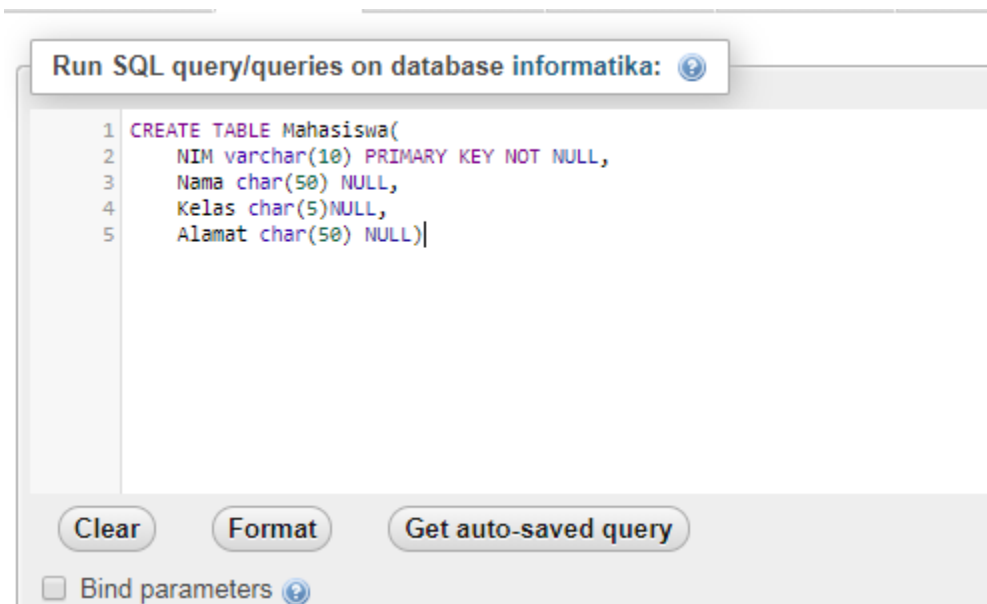 Run SQL query/queries on database informatika:
1 CREATE TABLE Mahasiswa(
2 NIM varchar(10) PRIMARY KEY NOT NULL,
3 Nama char(50) NULL,
4 Kelas char(5)NULL,
5 Alamat char(50) NULL)
Clear Format Get auto-saved query
Bind parameters